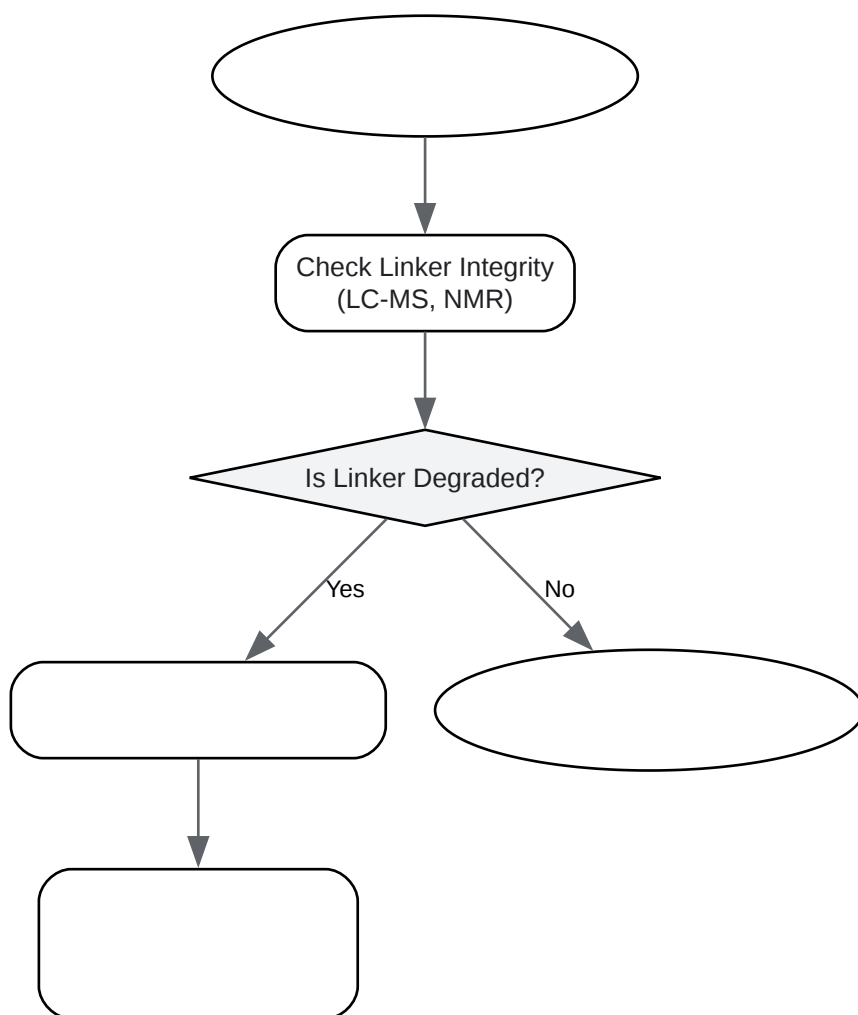 Check Linker Integrity
(LC-MS, NMR)
Is Linker Degraded?
Yes
No